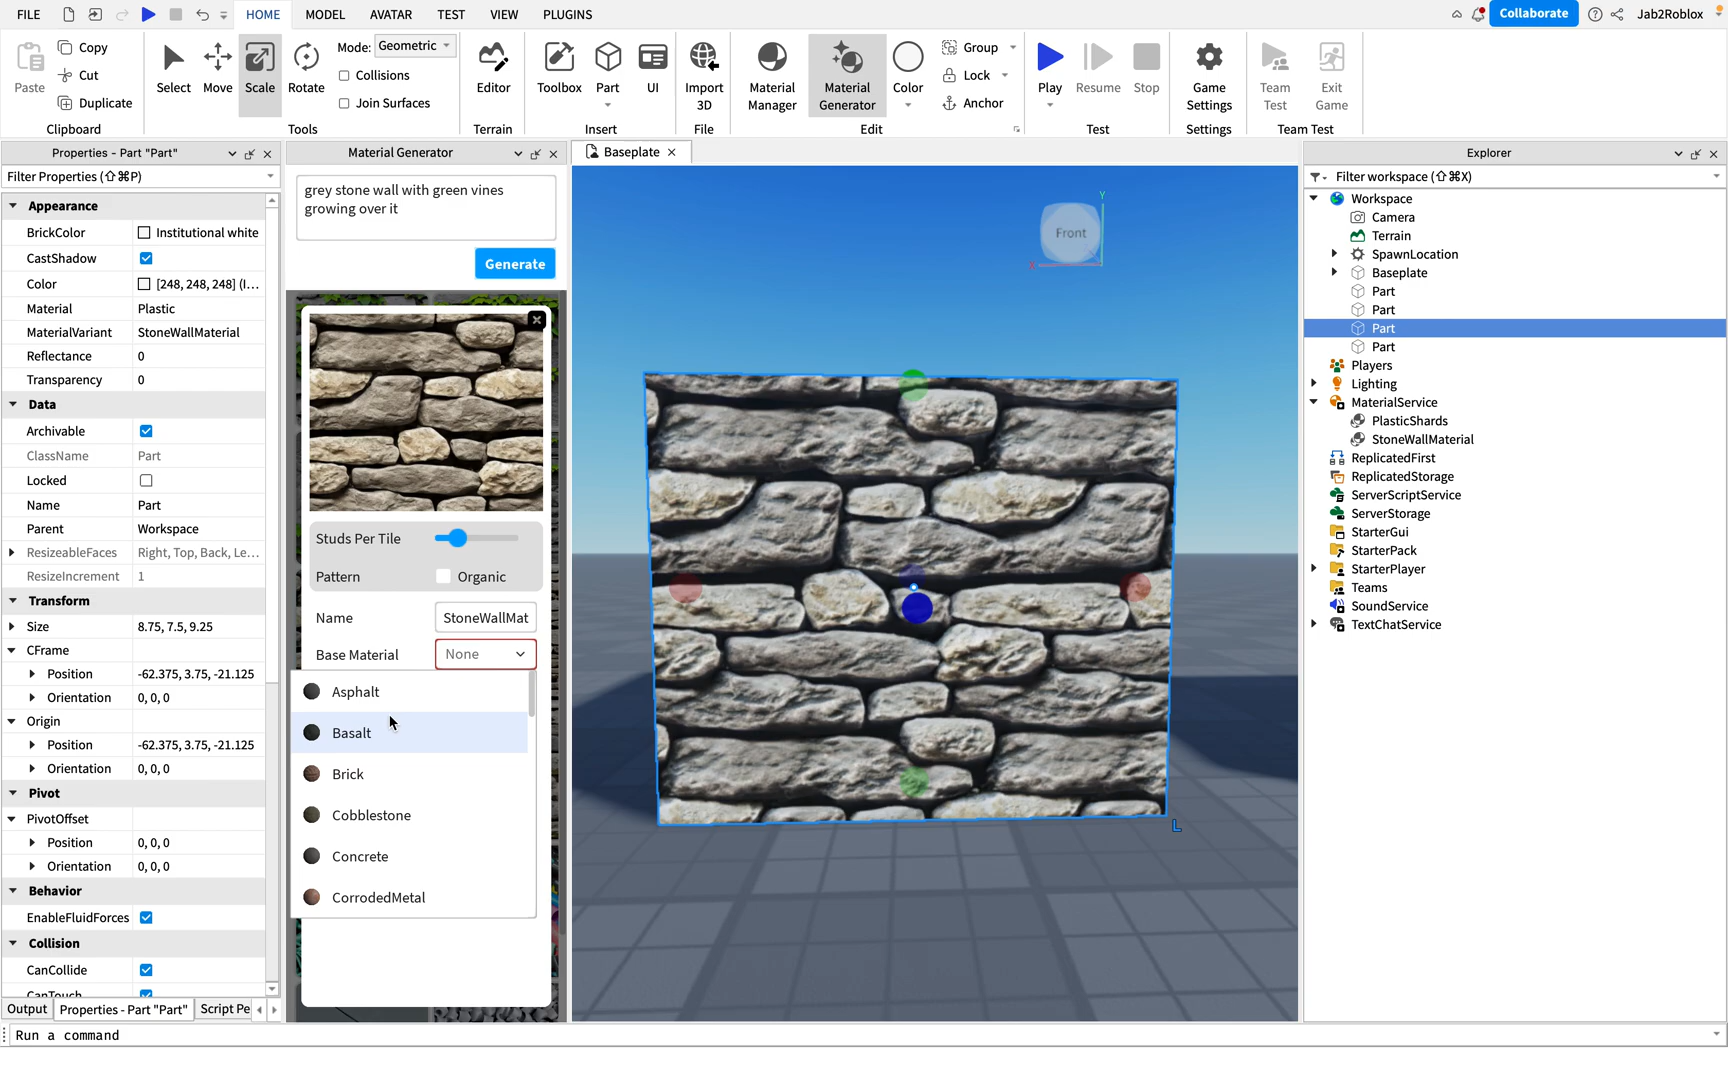 FILE
HOME
MODEL
AVATAR
TEST
VIEW
PLUGINS
Collaborate
Jab2Roblox
Paste
Copy
Cut
Duplicate
Clipboard
Select
Move
Scale
Rotate
Mode: Geometric
Collisions
Join Surfaces
Tools
Editor
Terrain
Toolbox
Part
UI
Insert
Import
3D
File
Material
Manager
Material
Generator
Color
Group
Lock
Anchor
Edit
Play
Resume
Stop
Test
Game
Settings
Settings
Team
Test
Exit
Game
Team Test
Properties - Part "Part"
Filter Properties (⇧⌘P)
Appearance
BrickColor Institutional white
CastShadow
Color [248, 248, 248] (I...
Material Plastic
MaterialVariant StoneWallMaterial
Reflectance 0
Transparency 0
Data
Archivable
ClassName Part
Locked
Name Part
Parent Workspace
ResizeableFaces Right, Top, Back, Le...
ResizeIncrement 1
Transform
Size 8.75, 7.5, 9.25
CFrame
Position -62.375, 3.75, -21.125
Orientation 0, 0, 0
Origin
Position -62.375, 3.75, -21.125
Orientation 0, 0, 0
Pivot
PivotOffset
Position 0, 0, 0
Orientation 0, 0, 0
Behavior
EnableFluidForces
Collision
CanCollide
CanTouch
Output
Properties - Part "Part"
Script Pe
Run a command
Material Generator
grey stone wall with green vines
growing over it
Generate
Studs Per Tile
Pattern Organic
Name StoneWallMat
Base Material None
Asphalt
Basalt
Brick
Cobblestone
Concrete
CorrodedMetal
Baseplate
Y
Front
X
L
Explorer
Filter workspace (⇧⌘X)
Workspace
Camera
Terrain
SpawnLocation
Baseplate
Part
Part
Part
Part
Players
Lighting
MaterialService
PlasticShards
StoneWallMaterial
ReplicatedFirst
ReplicatedStorage
ServerScriptService
ServerStorage
StarterGui
StarterPack
StarterPlayer
Teams
SoundService
TextChatService